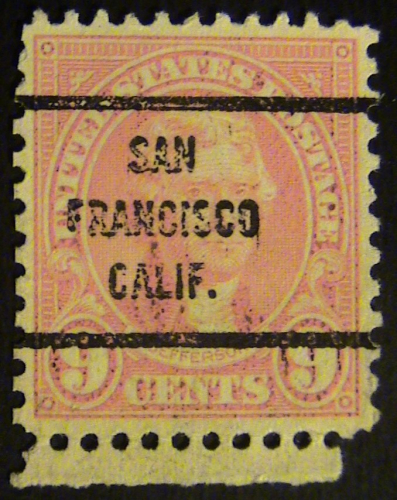 UNITED STATES POSTAGE
SAN
FRANCISCO
CALIF.
JEFFERSON
9 CENTS 9